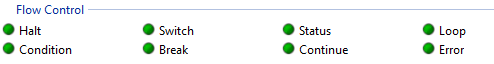 Flow Control
Halt Switch Status Loop
Condition Break Continue Error